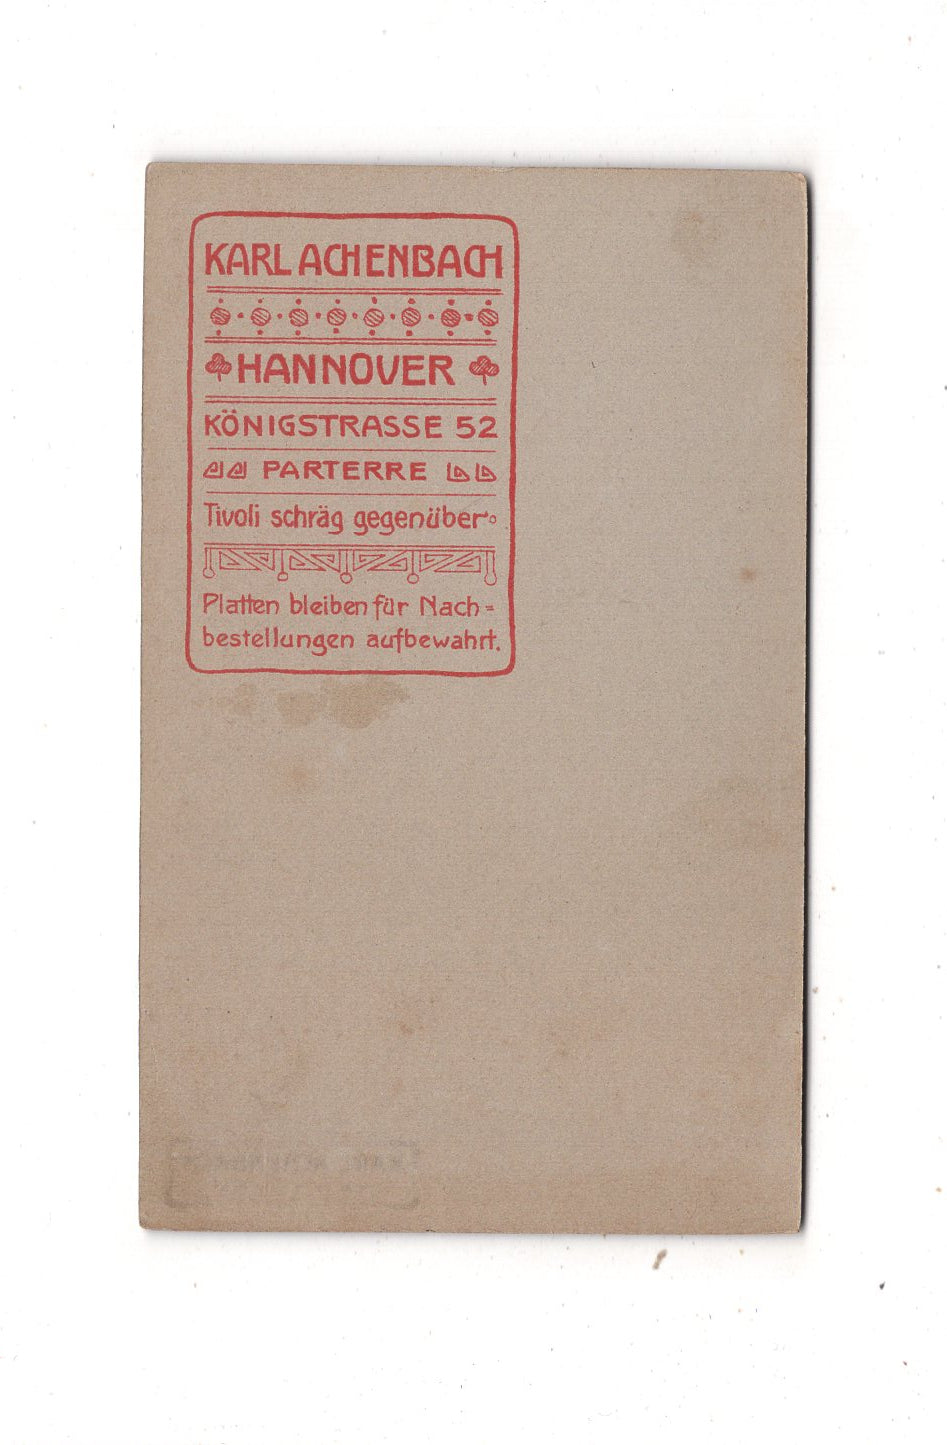 KARL ACHENBACH
HANNOVER
KÖNIGSTRASSE 52
PARTERRE
Tivoli schräg gegenüber
Platten bleiben für Nach=
bestellungen aufbewahrt.